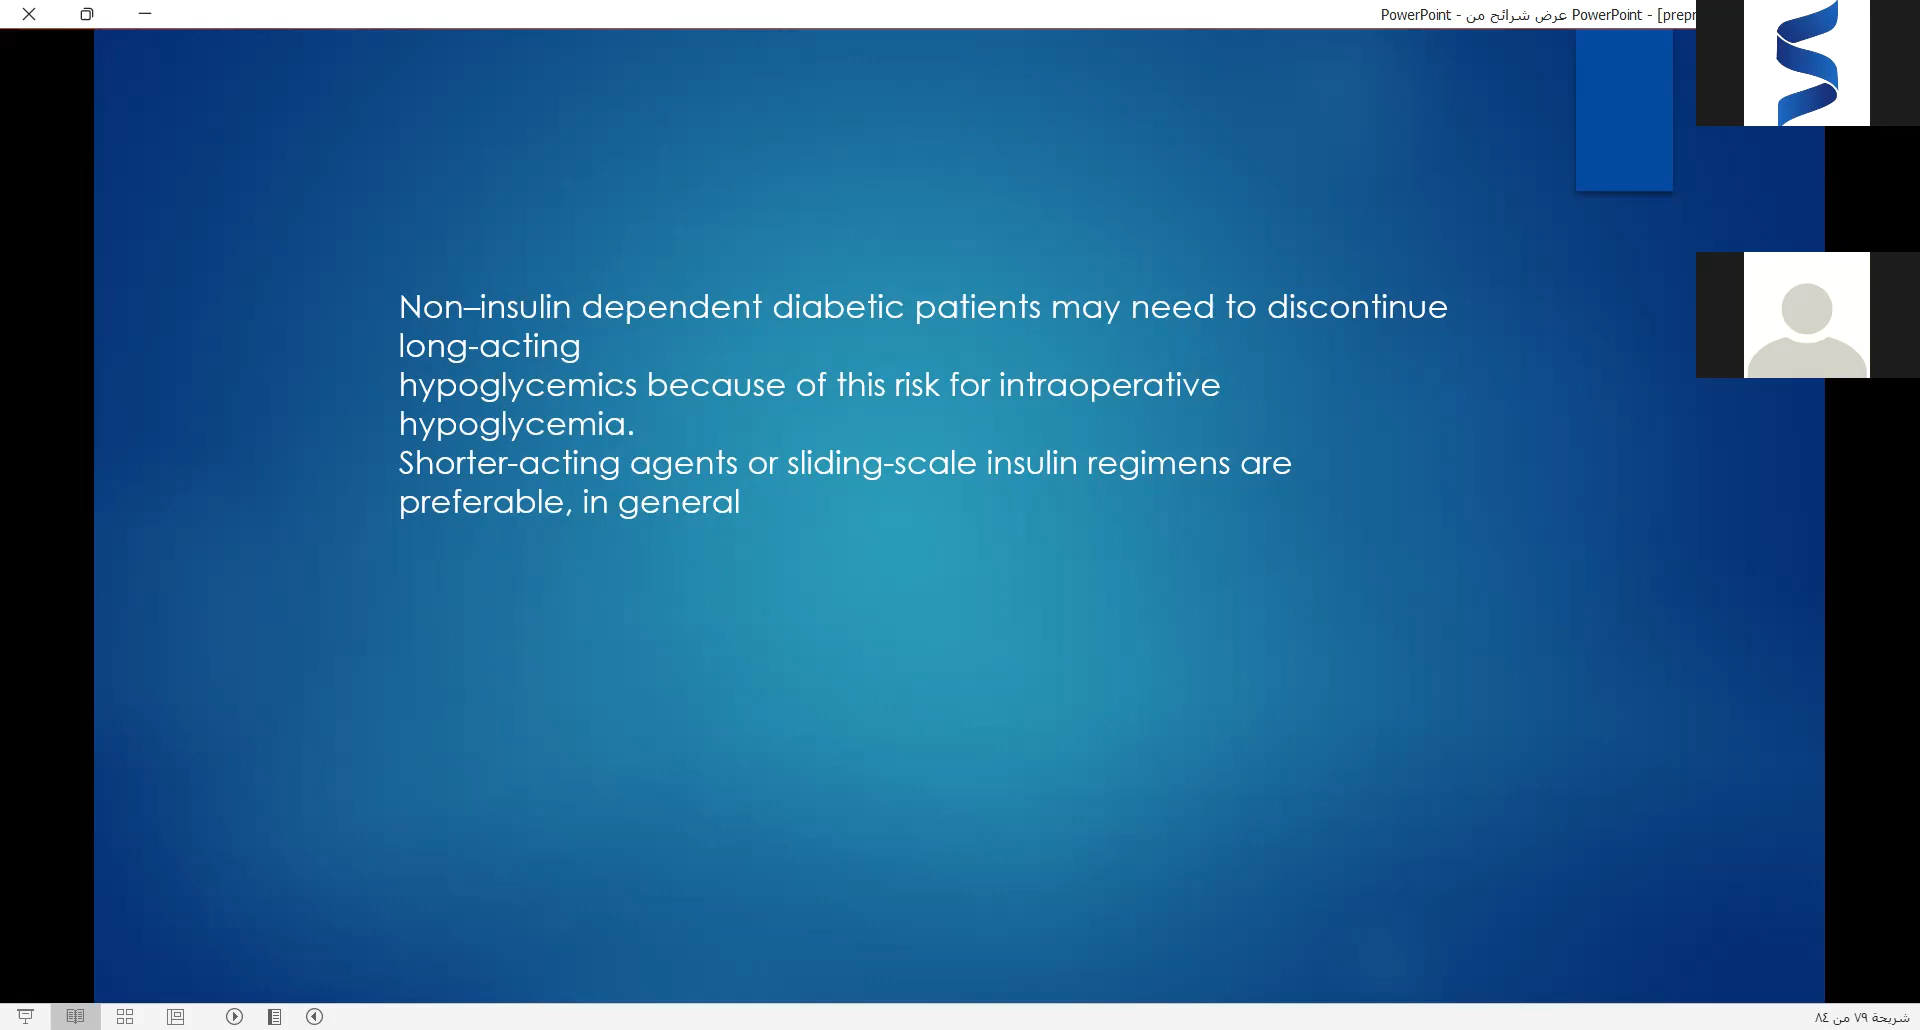 PowerPoint - عرض شرائح من PowerPoint - [prepr
Non–insulin dependent diabetic patients may need to discontinue
long-acting
hypoglycemics because of this risk for intraoperative
hypoglycemia.
Shorter-acting agents or sliding-scale insulin regimens are
preferable, in general
شريحة ٧٩ من ٨٤